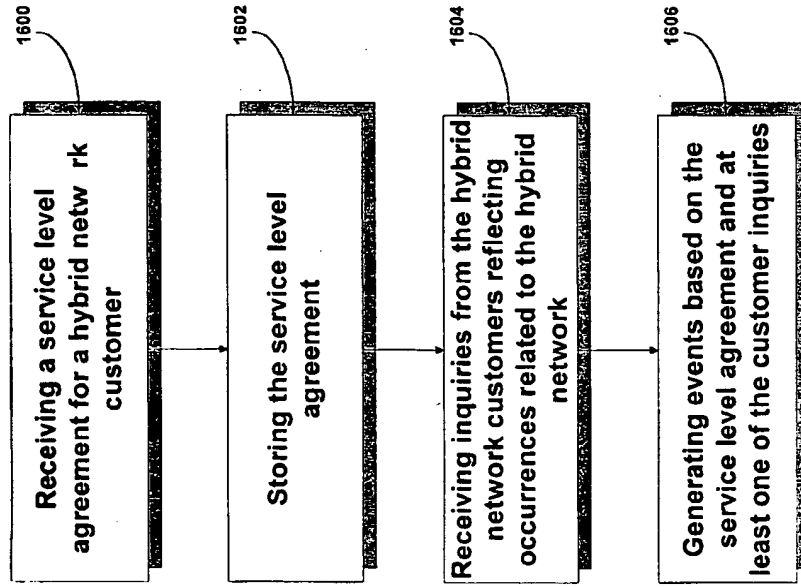 1600
Receiving a service level
agreement for a hybrid netw rk
customer
1602
Storing the service level
agreement
1604
Receiving inquiries from the hybrid
network customers reflecting
occurrences related to the hybrid
network
1606
Generating events based on the
service level agreement and at
least one of the customer inquiries